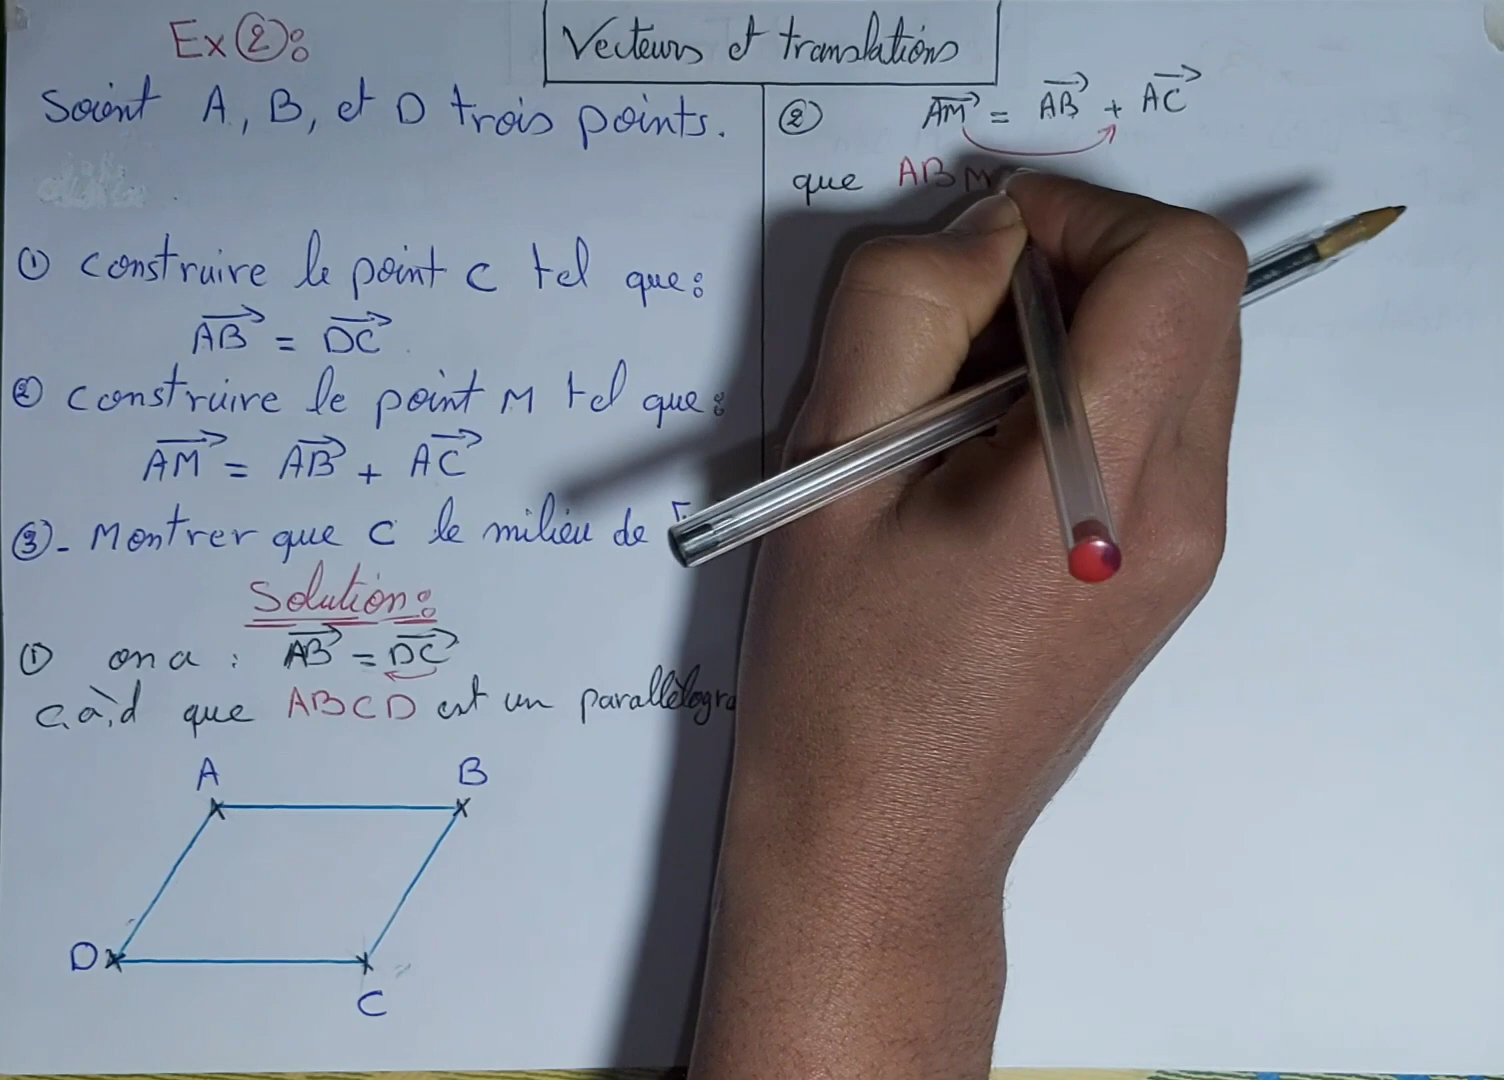 Ex②:
Vecteurs et translations
Soient A, B, et D trois points.
① construire le point C tel que:
AB = DC
② construire le point M tel que:
AM = AB + AC
③- Montrer que C le milieu de
Solution:
① on a : AB = DC
c.à.d que ABCD est un
A
B
D
C
② AM = AB + AC
que ABM